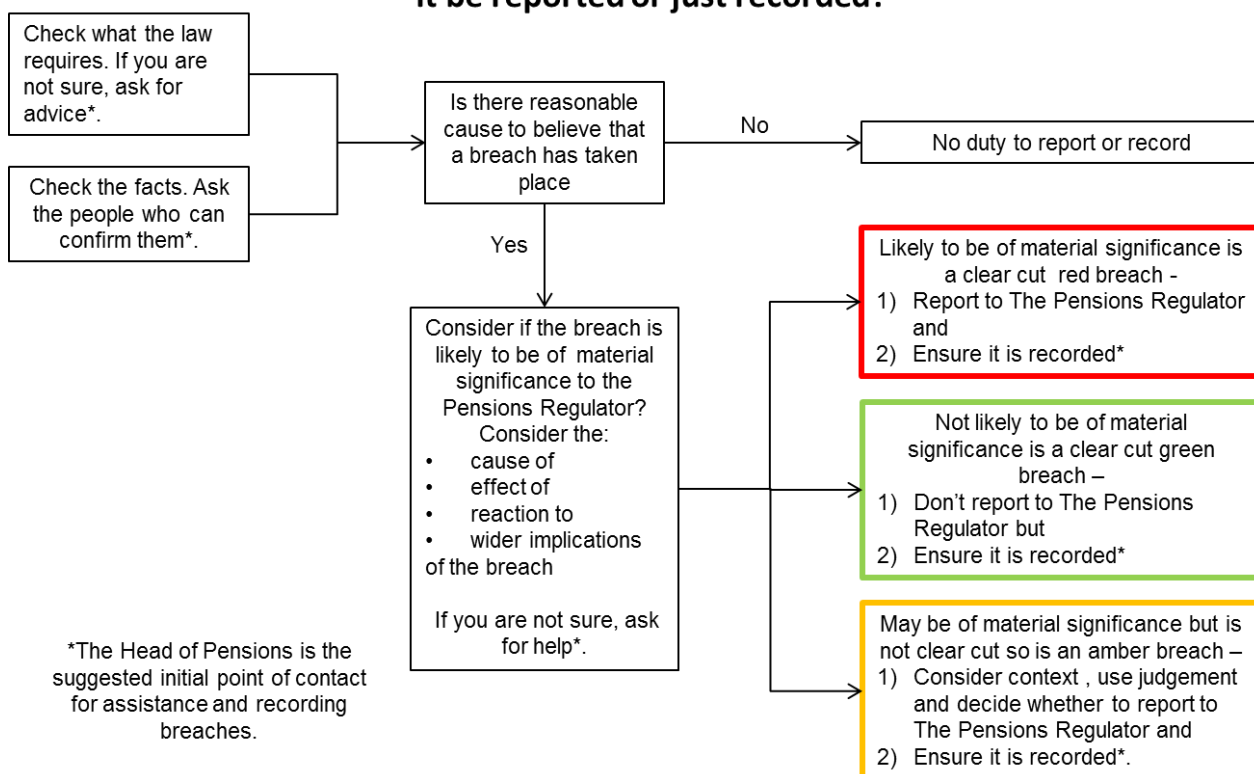 it be reported or just recorded?
Check what the law
requires. If you are
not sure, ask for
advice*.
Check the facts. Ask
the people who can
confirm them*.
Is there reasonable
cause to believe that
a breach has taken
place
No
No duty to report or record
Yes
Consider if the breach is
likely to be of material
significance to the
Pensions Regulator?
Consider the:
• cause of
• effect of
• reaction to
• wider implications
of the breach
If you are not sure, ask
for help*.
Likely to be of material significance is
a clear cut red breach -
1) Report to The Pensions Regulator
and
2) Ensure it is recorded*
Not likely to be of material
significance is a clear cut green
breach –
1) Don’t report to The Pensions
Regulator but
2) Ensure it is recorded*
May be of material significance but is
not clear cut so is an amber breach –
1) Consider context , use judgement
and decide whether to report to
The Pensions Regulator and
2) Ensure it is recorded*.
*The Head of Pensions is the
suggested initial point of contact
for assistance and recording
breaches.